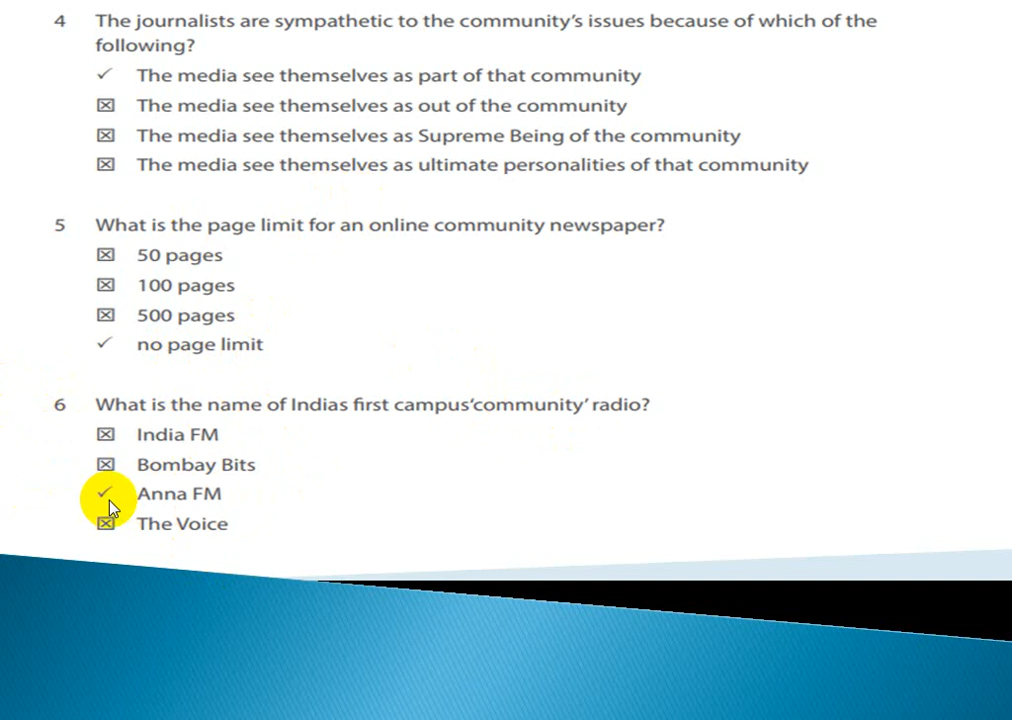 4 The journalists are sympathetic to the community's issues because of which of the
following?
✓ The media see themselves as part of that community
☒ The media see themselves as out of the community
☒ The media see themselves as Supreme Being of the community
☒ The media see themselves as ultimate personalities of that community
5 What is the page limit for an online community newspaper?
☒ 50 pages
☒ 100 pages
☒ 500 pages
✓ no page limit
6 What is the name of Indias first campus‘community’ radio?
☒ India FM
☒ Bombay Bits
✓ Anna FM
☒ The Voice